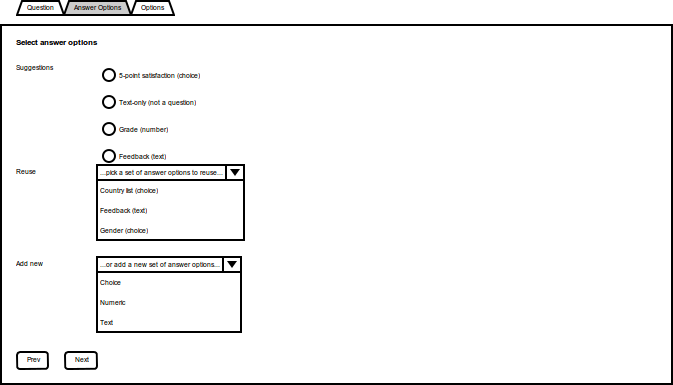 Question Answer Options Options
Select answer options
Suggestions
5-point satisfaction (choice)
Text-only (not a question)
Grade (number)
Feedback (text)
Reuse
...pick a set of answer options to reuse...
Country list (choice)
Feedback (text)
Gender (choice)
Add new
...or add a new set of answer options...
Choice
Numeric
Text
Prev Next